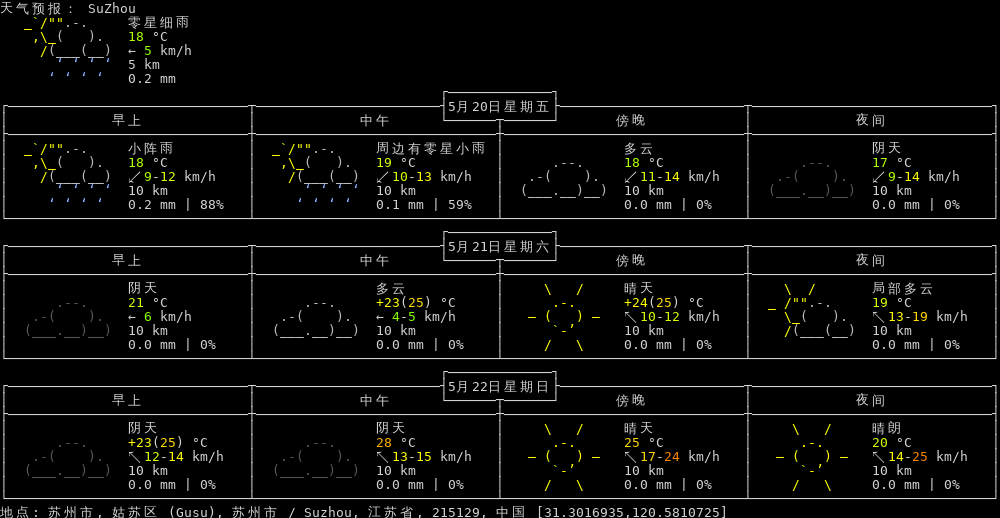 天气预报: SuZhou
零星细雨
18 °C
← 5 km/h
5 km
0.2 mm
5月20日星期五
早上 中午 傍晚 夜间
小阵雨 周边有零星小雨 多云 阴天
18 °C 19 °C 18 °C 17 °C
↙ 9-12 km/h ↙ 10-13 km/h ↙ 11-14 km/h ↙ 9-14 km/h
10 km 10 km 10 km 10 km
0.2 mm | 88% 0.1 mm | 59% 0.0 mm | 0% 0.0 mm | 0%
5月21日星期六
早上 中午 傍晚 夜间
阴天 多云 晴天 局部多云
21 °C +23(25) °C +24(25) °C 19 °C
← 6 km/h ← 4-5 km/h ↖ 10-12 km/h ↖ 13-19 km/h
10 km 10 km 10 km 10 km
0.0 mm | 0% 0.0 mm | 0% 0.0 mm | 0% 0.0 mm | 0%
5月22日星期日
早上 中午 傍晚 夜间
阴天 阴天 晴天 晴朗
+23(25) °C 28 °C 25 °C 20 °C
↖ 12-14 km/h ↖ 13-15 km/h ↖ 17-24 km/h ↖ 14-25 km/h
10 km 10 km 10 km 10 km
0.0 mm | 0% 0.0 mm | 0% 0.0 mm | 0% 0.0 mm | 0%
地点: 苏州市, 姑苏区 (Gusu), 苏州市 / Suzhou, 江苏省, 215129, 中国 [31.3016935,120.5810725]